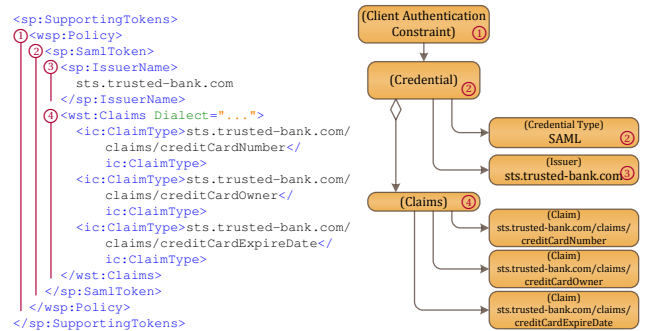 <sp:SupportingTokens>
1 <wsp:Policy>
2 <sp:SamlToken>
3 <sp:IssuerName>
sts.trusted-bank.com
</sp:IssuerName>
4 <wst:Claims Dialect="...">
<ic:ClaimType>sts.trusted-bank.com/
claims/creditCardNumber</
ic:ClaimType>
<ic:ClaimType>sts.trusted-bank.com/
claims/creditCardOwner</
ic:ClaimType>
<ic:ClaimType>sts.trusted-bank.com/
claims/creditCardExpireDate</
ic:ClaimType>
</wst:Claims>
</sp:SamlToken>
</wsp:Policy>
</sp:SupportingTokens>
(Client Authentication
Constraint) 1
(Credential) 2
(Credential Type)
SAML 2
(Issuer)
sts.trusted-bank.com 3
(Claims) 4
(Claim)
sts.trusted-bank.com/claims/
creditCardNumber
(Claim)
sts.trusted-bank.com/claims/
creditCardOwner
(Claim)
sts.trusted-bank.com/claims/
creditCardExpireDate